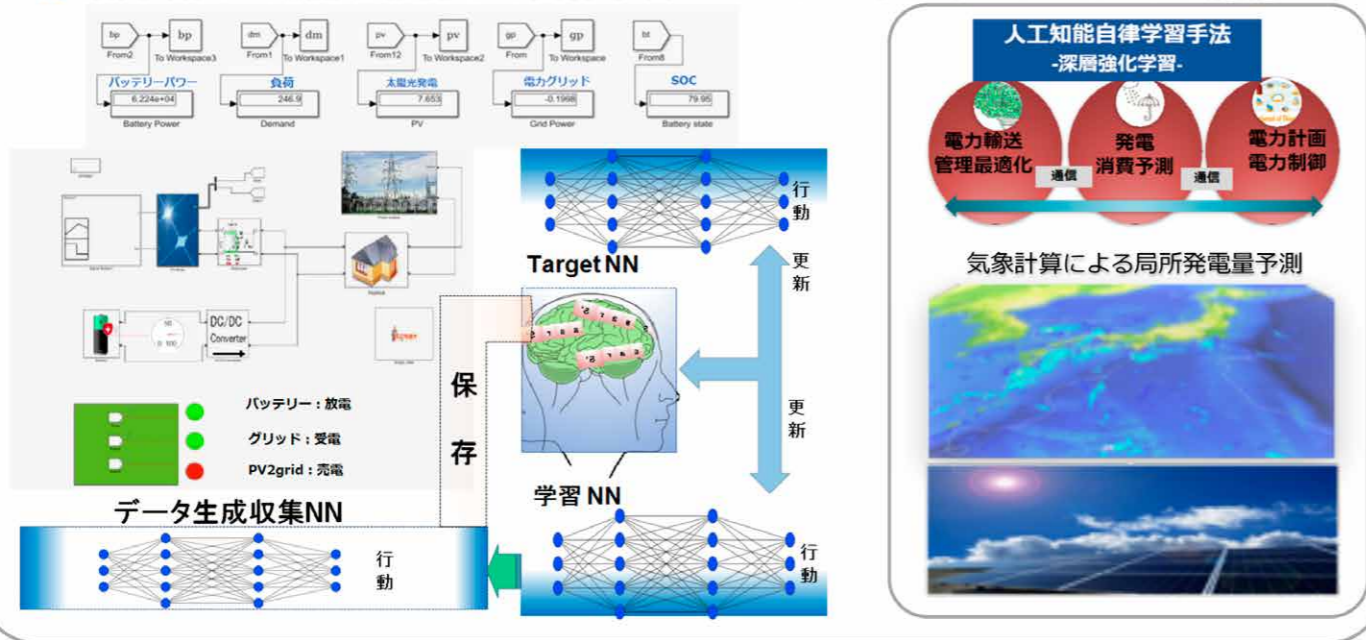 bp
bp
From2
To Workspace3
バッテリーパワー
6.224e+04
Battery Power
dm
dm
From1
To Workspace1
負荷
246.9
Demand
pv
pv
From12
To Workspace2
太陽光発電
7.653
PV
gp
gp
From
To Workspace
電力グリッド
-0.1998
Grid Power
bt
From8
SOC
79.95
Battery state
DC/DC
Converter
50
0 100
バッテリー：放電
グリッド：受電
PV2grid：売電
データ生成収集NN
行動
保存
行動
Target NN
更新
更新
学習 NN
行動
人工知能自律学習手法
-深層強化学習-
電力輸送
管理最適化
通信
発電
消費予測
通信
電力計画
電力制御
気象計算による局所発電量予測